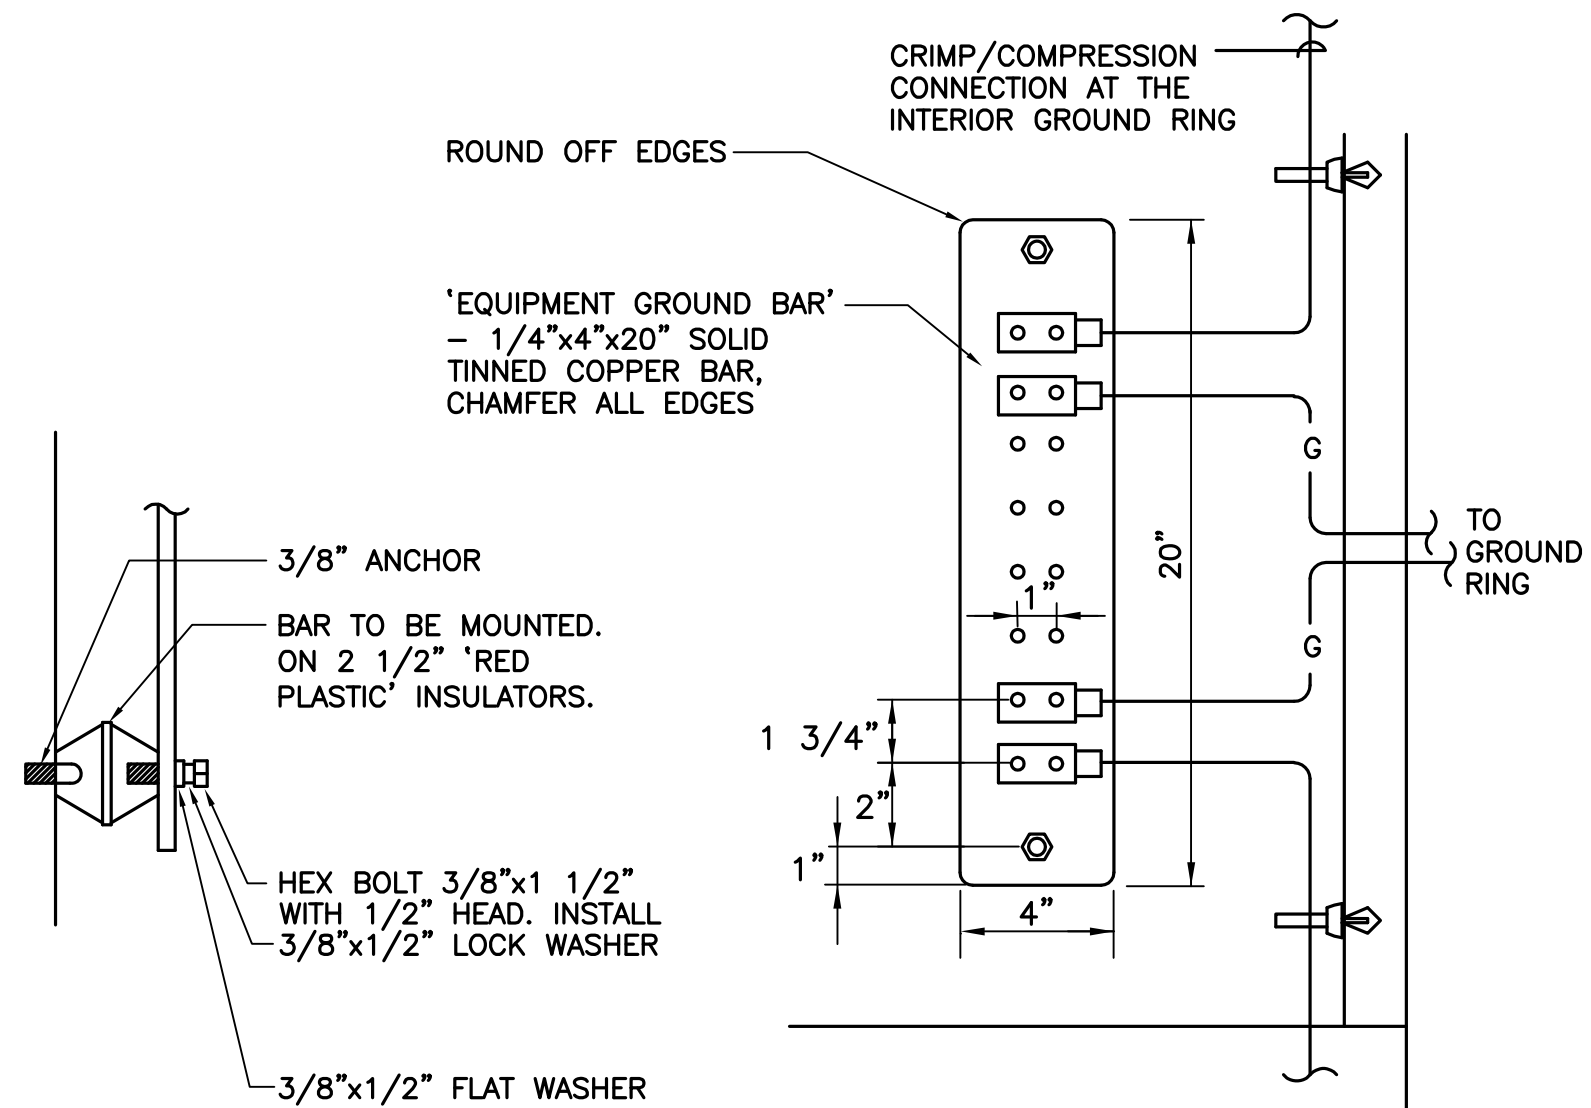 CRIMP/COMPRESSION
CONNECTION AT THE
INTERIOR GROUND RING
ROUND OFF EDGES
‘EQUIPMENT GROUND BAR’
– 1/4”x4”x20” SOLID
TINNED COPPER BAR,
CHAMFER ALL EDGES
G
20”
TO
GROUND
RING
1”
G
1 3/4”
2”
1”
4”
3/8” ANCHOR
BAR TO BE MOUNTED.
ON 2 1/2” ‘RED
PLASTIC’ INSULATORS.
HEX BOLT 3/8”x1 1/2”
WITH 1/2” HEAD. INSTALL
3/8”x1/2” LOCK WASHER
3/8”x1/2” FLAT WASHER